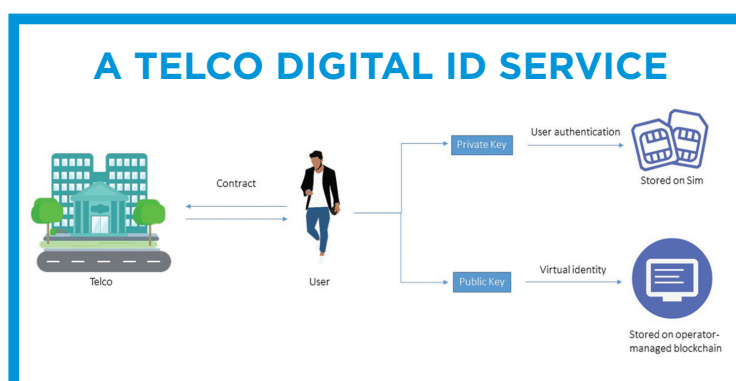 A TELCO DIGITAL ID SERVICE
Private Key
User authentication
Stored on Sim
Contract
Telco
User
Public Key
Virtual identity
Stored on operator-
managed blockchain